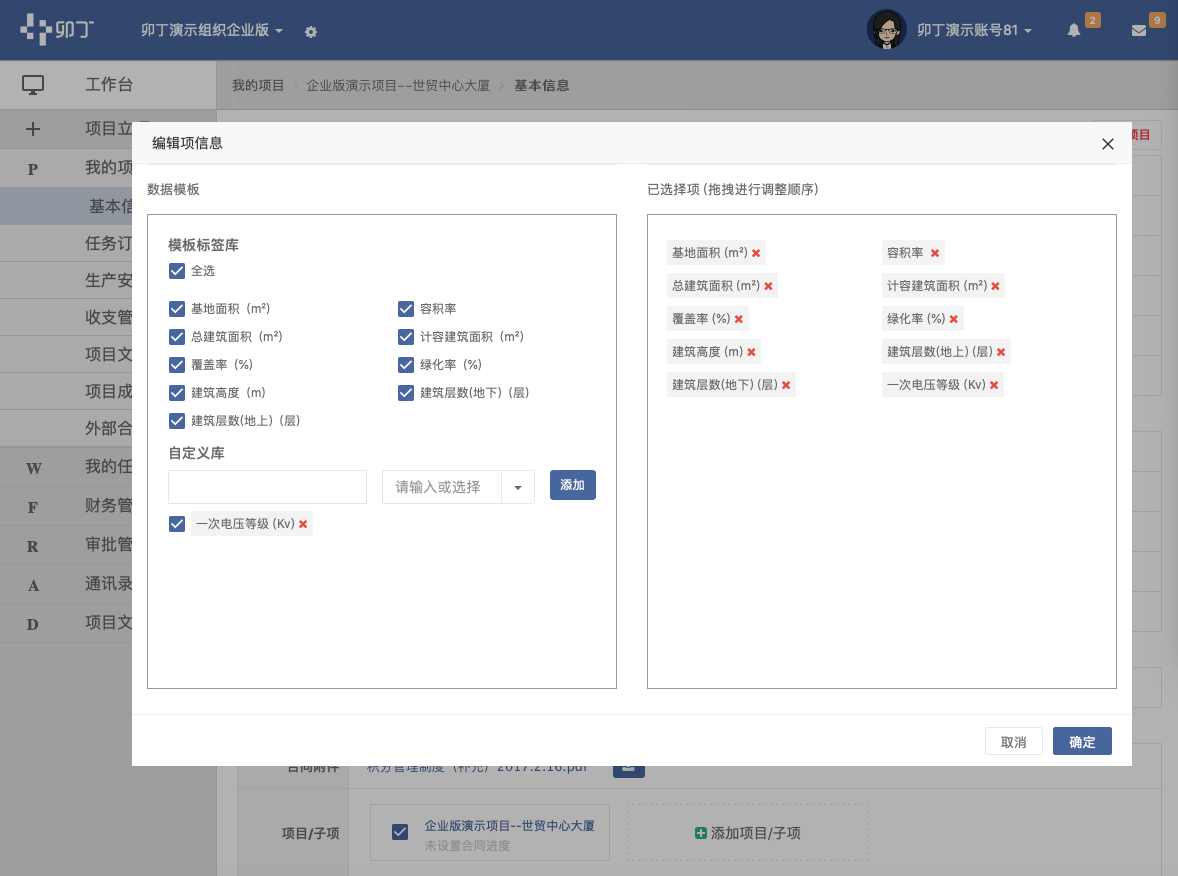 卯丁
卯丁演示组织企业版
卯丁演示账号81
2
9
工作台
我的项目
企业版演示项目--世贸中心大厦
基本信息
项目立
项目
P
我的项
基本信
任务订
生产安
收支管
项目文
项目成
外部合
W
我的任
F
财务管
R
审批管
A
通讯录
D
项目文
编辑项信息
数据模板
已选择项 (拖拽进行调整顺序)
模板标签库
全选
基地面积 (m²)
容积率
总建筑面积 (m²)
计容建筑面积 (m²)
覆盖率 (%)
绿化率 (%)
建筑高度 (m)
建筑层数(地下) (层)
建筑层数(地上) (层)
自定义库
请输入或选择
添加
一次电压等级 (Kv)
基地面积 (m²)
容积率
总建筑面积 (m²)
计容建筑面积 (m²)
覆盖率 (%)
绿化率 (%)
建筑高度 (m)
建筑层数(地上) (层)
建筑层数(地下) (层)
一次电压等级 (Kv)
取消
确定
合同附件
积分管理制度（补充）2017.2.16.pdf
项目/子项
企业版演示项目--世贸中心大厦
未设置合同进度
添加项目/子项